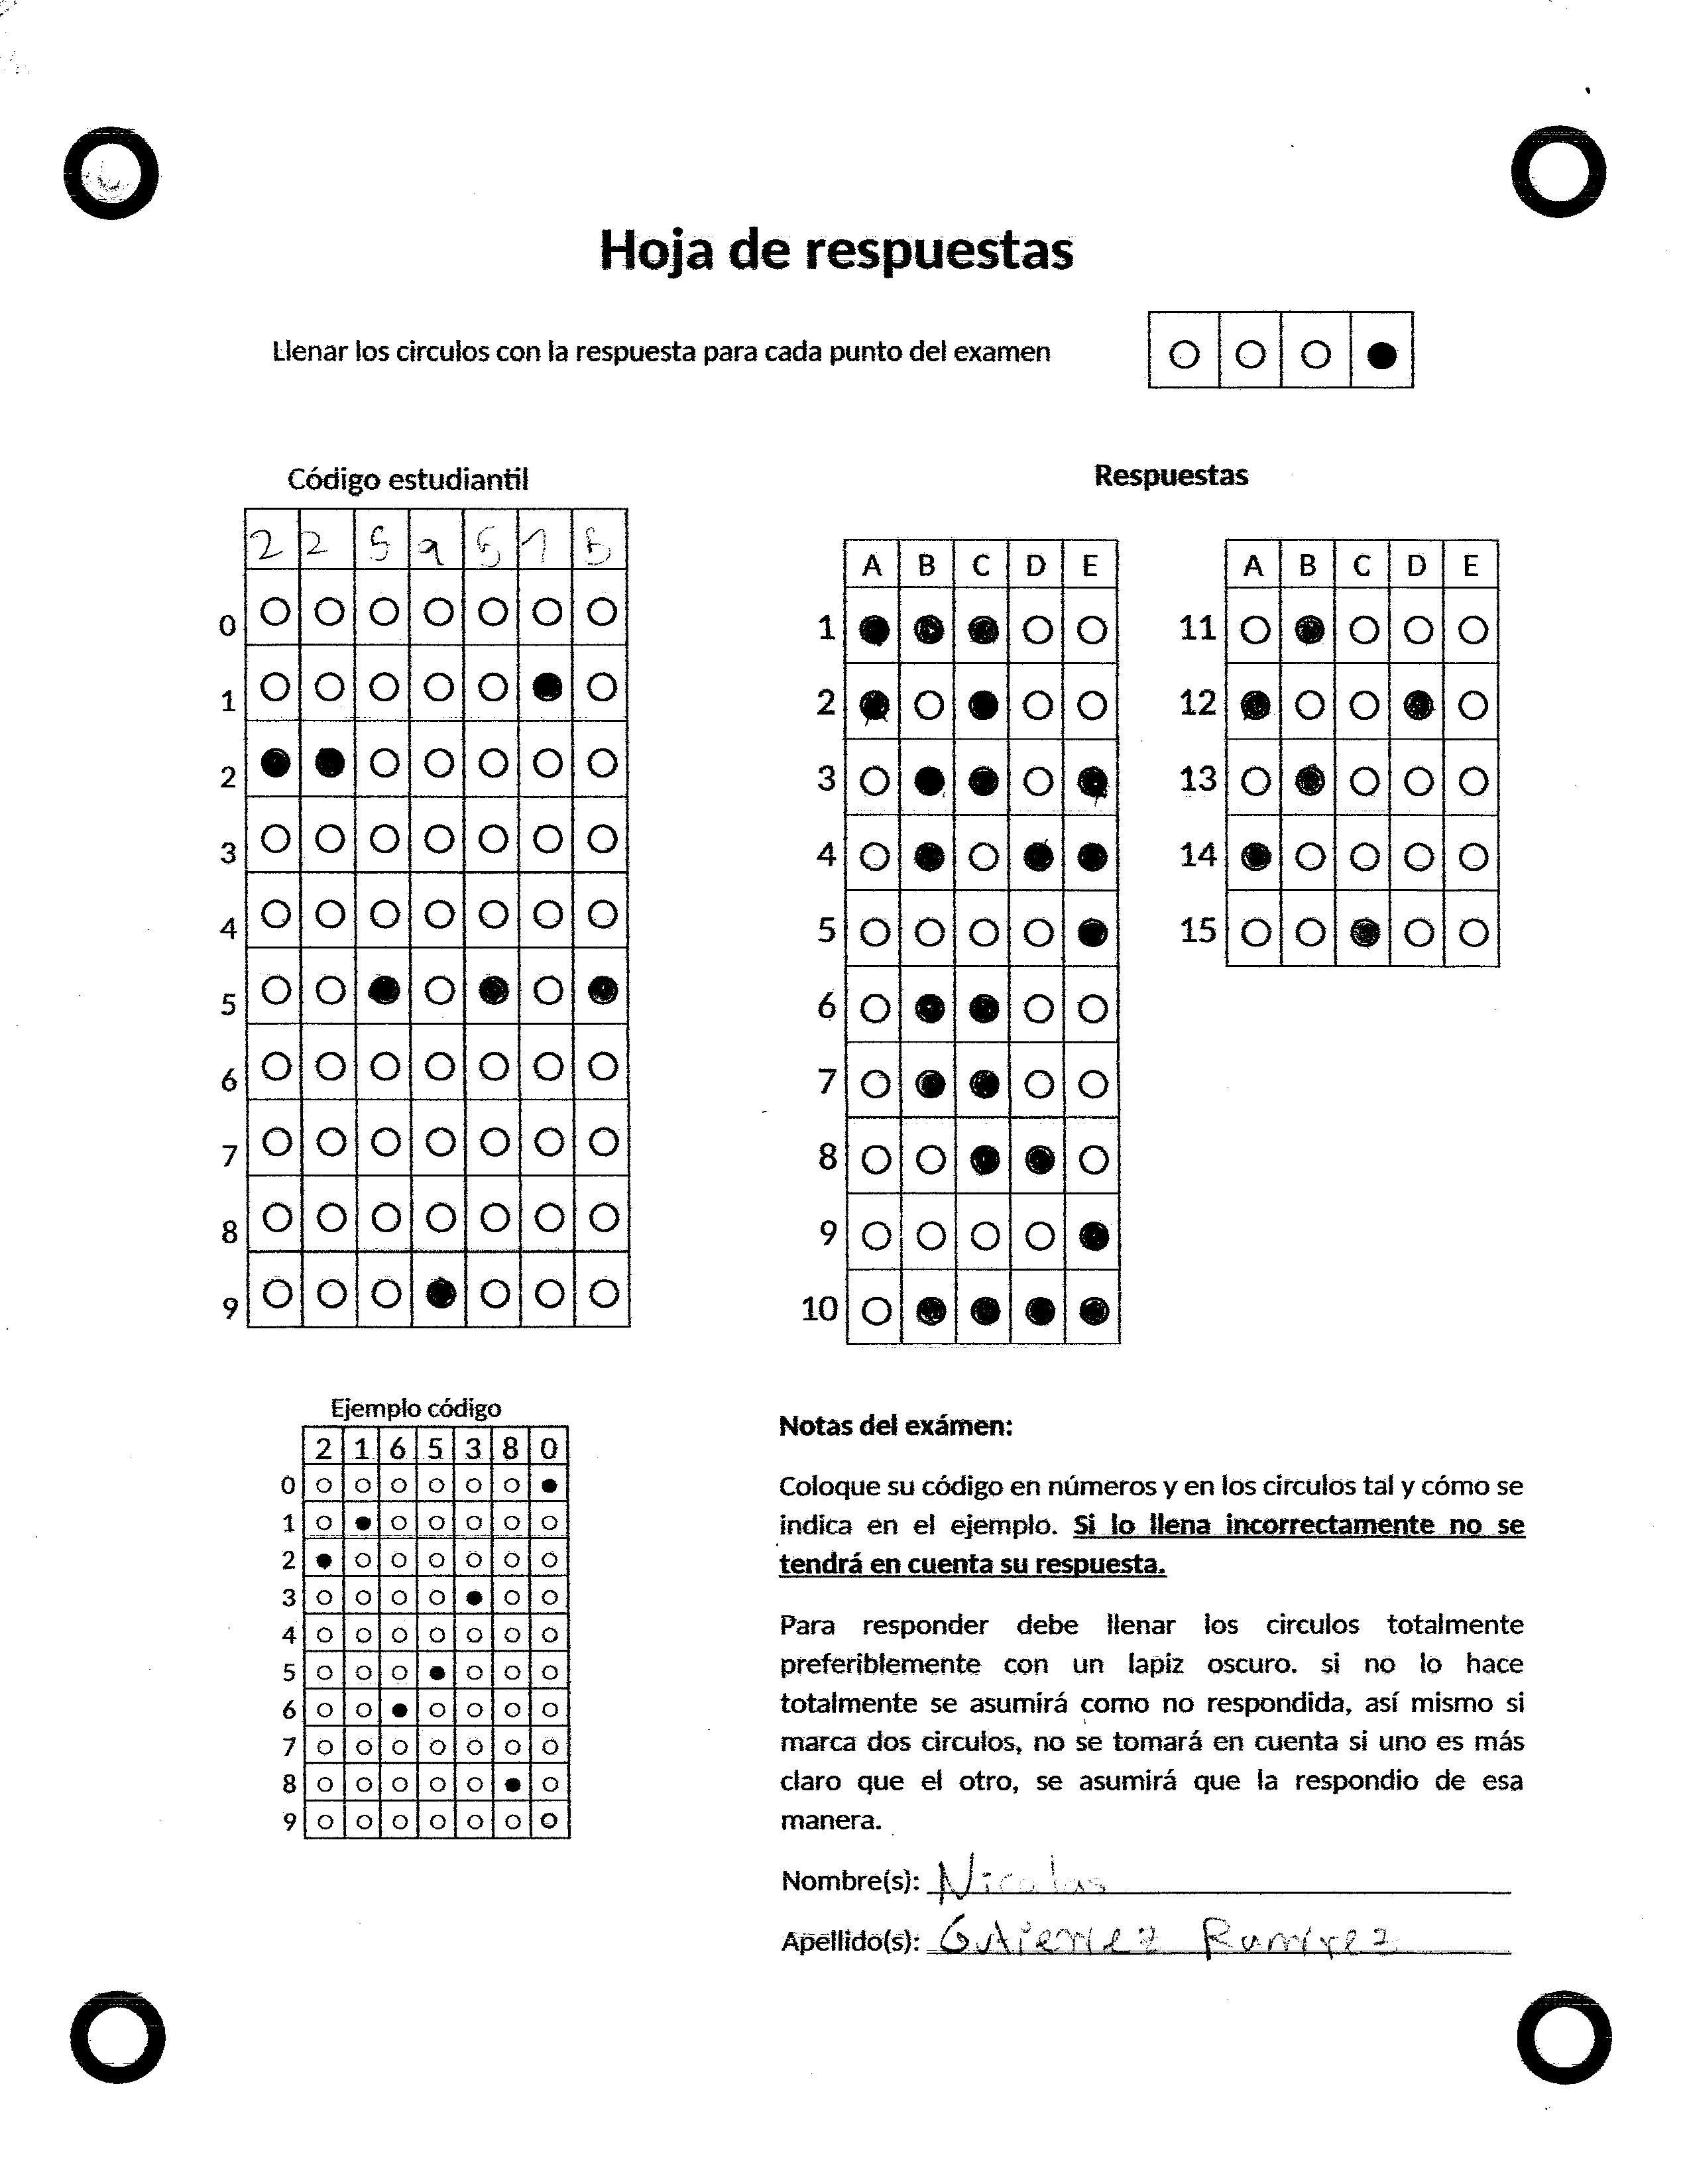 Hoja de respuestas
Llenar los circulos con la respuesta para cada punto del examen
Código estudiantil
2 2 5 9 5 1 5
0
1
2
3
4
5
6
7
8
9
Respuestas
A B C D E
1
2
3
4
5
6
7
8
9
10
A B C D E
11
12
13
14
15
Ejemplo código
2 1 6 5 3 8 0
0
1
2
3
4
5
6
7
8
9
Notas del exámen:
Coloque su código en números y en los circulos tal y cómo se
indica en el ejemplo. Si lo llena incorrectamente no se
tendrá en cuenta su respuesta.
Para responder debe llenar los circulos totalmente
preferiblemente con un lapiz oscuro. si no lo hace
totalmente se asumirá como no respondida, así mismo si
marca dos circulos, no se tomará en cuenta si uno es más
claro que el otro, se asumirá que la respondio de esa
manera.
Nombre(s): Nicolas
Apellido(s): Gutierrez Ramirez